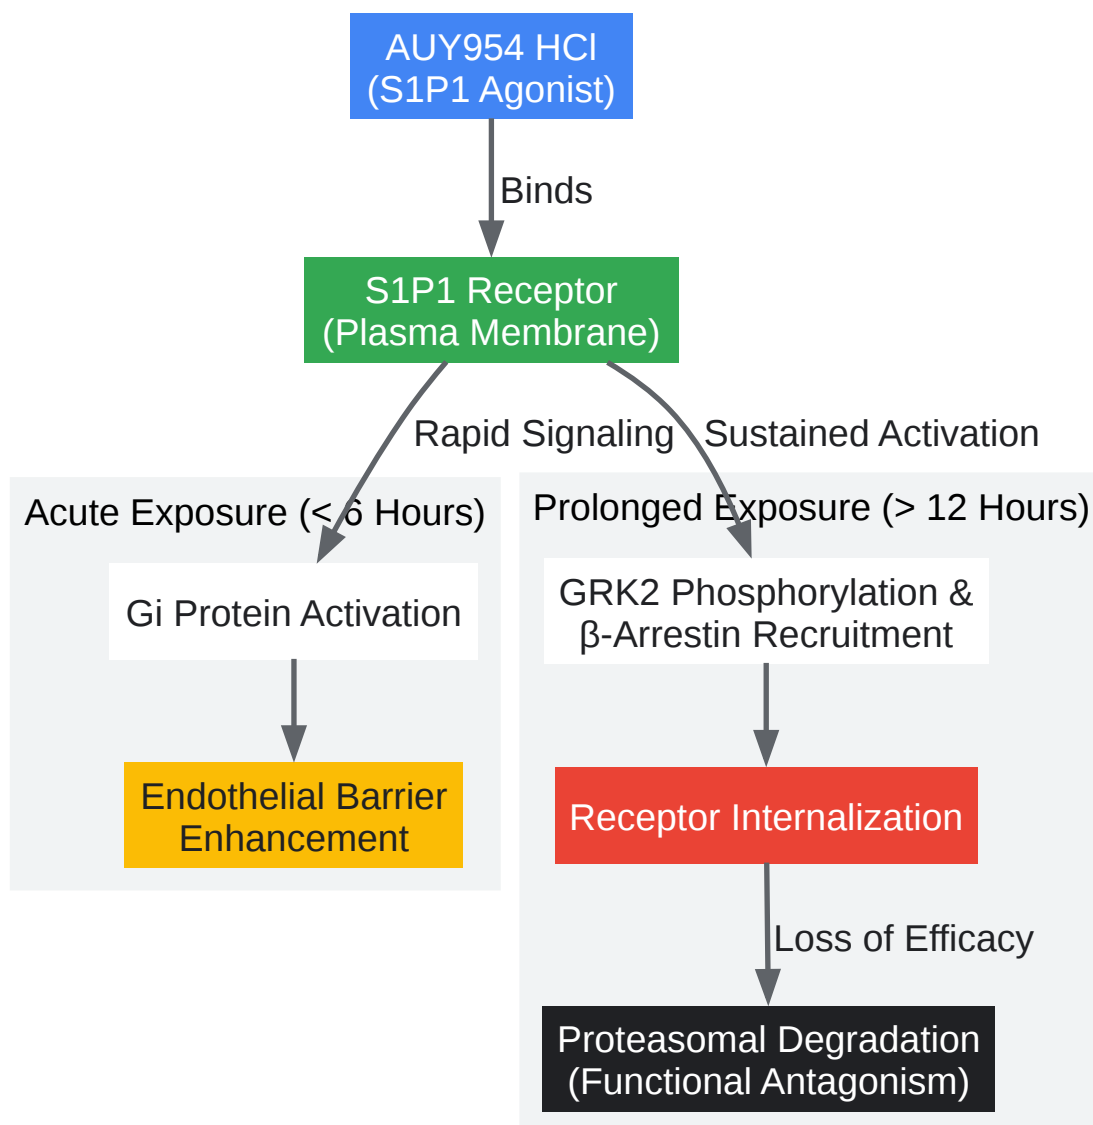 AUY954 HCl
(S1P1 Agonist)
Binds
S1P1 Receptor
(Plasma Membrane)
Rapid Signaling
Sustained Activation
Acute Exposure (< 6 Hours)
Gi Protein Activation
Endothelial Barrier
Enhancement
Prolonged Exposure (> 12 Hours)
GRK2 Phosphorylation &
β-Arrestin Recruitment
Receptor Internalization
Loss of Efficacy
Proteasomal Degradation
(Functional Antagonism)